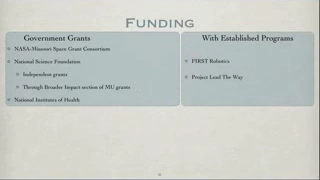 Funding
Government Grants
NASA-Missouri Space Grant Consortium
National Science Foundation
Independent grants
Through Broader Impact section of MU grants
National Institutes of Health
With Established Programs
FIRST Robotics
Project Lead The Way